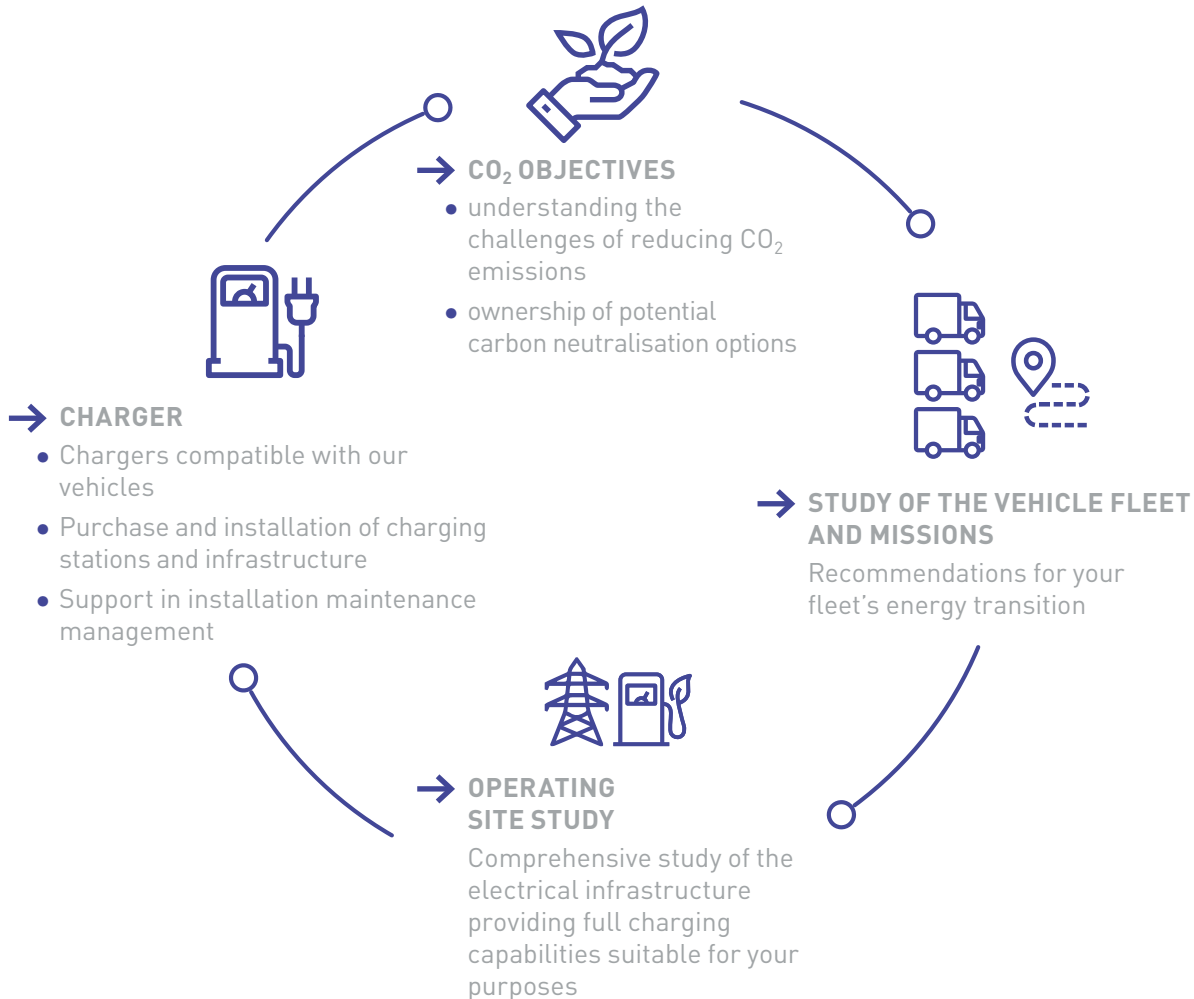 CO₂ OBJECTIVES
• understanding the
challenges of reducing CO₂
emissions
• ownership of potential
carbon neutralisation options
STUDY OF THE VEHICLE FLEET
AND MISSIONS
Recommendations for your
fleet's energy transition
OPERATING
SITE STUDY
Comprehensive study of the
electrical infrastructure
providing full charging
capabilities suitable for your
purposes
CHARGER
• Chargers compatible with our
vehicles
• Purchase and installation of charging
stations and infrastructure
• Support in installation maintenance
management